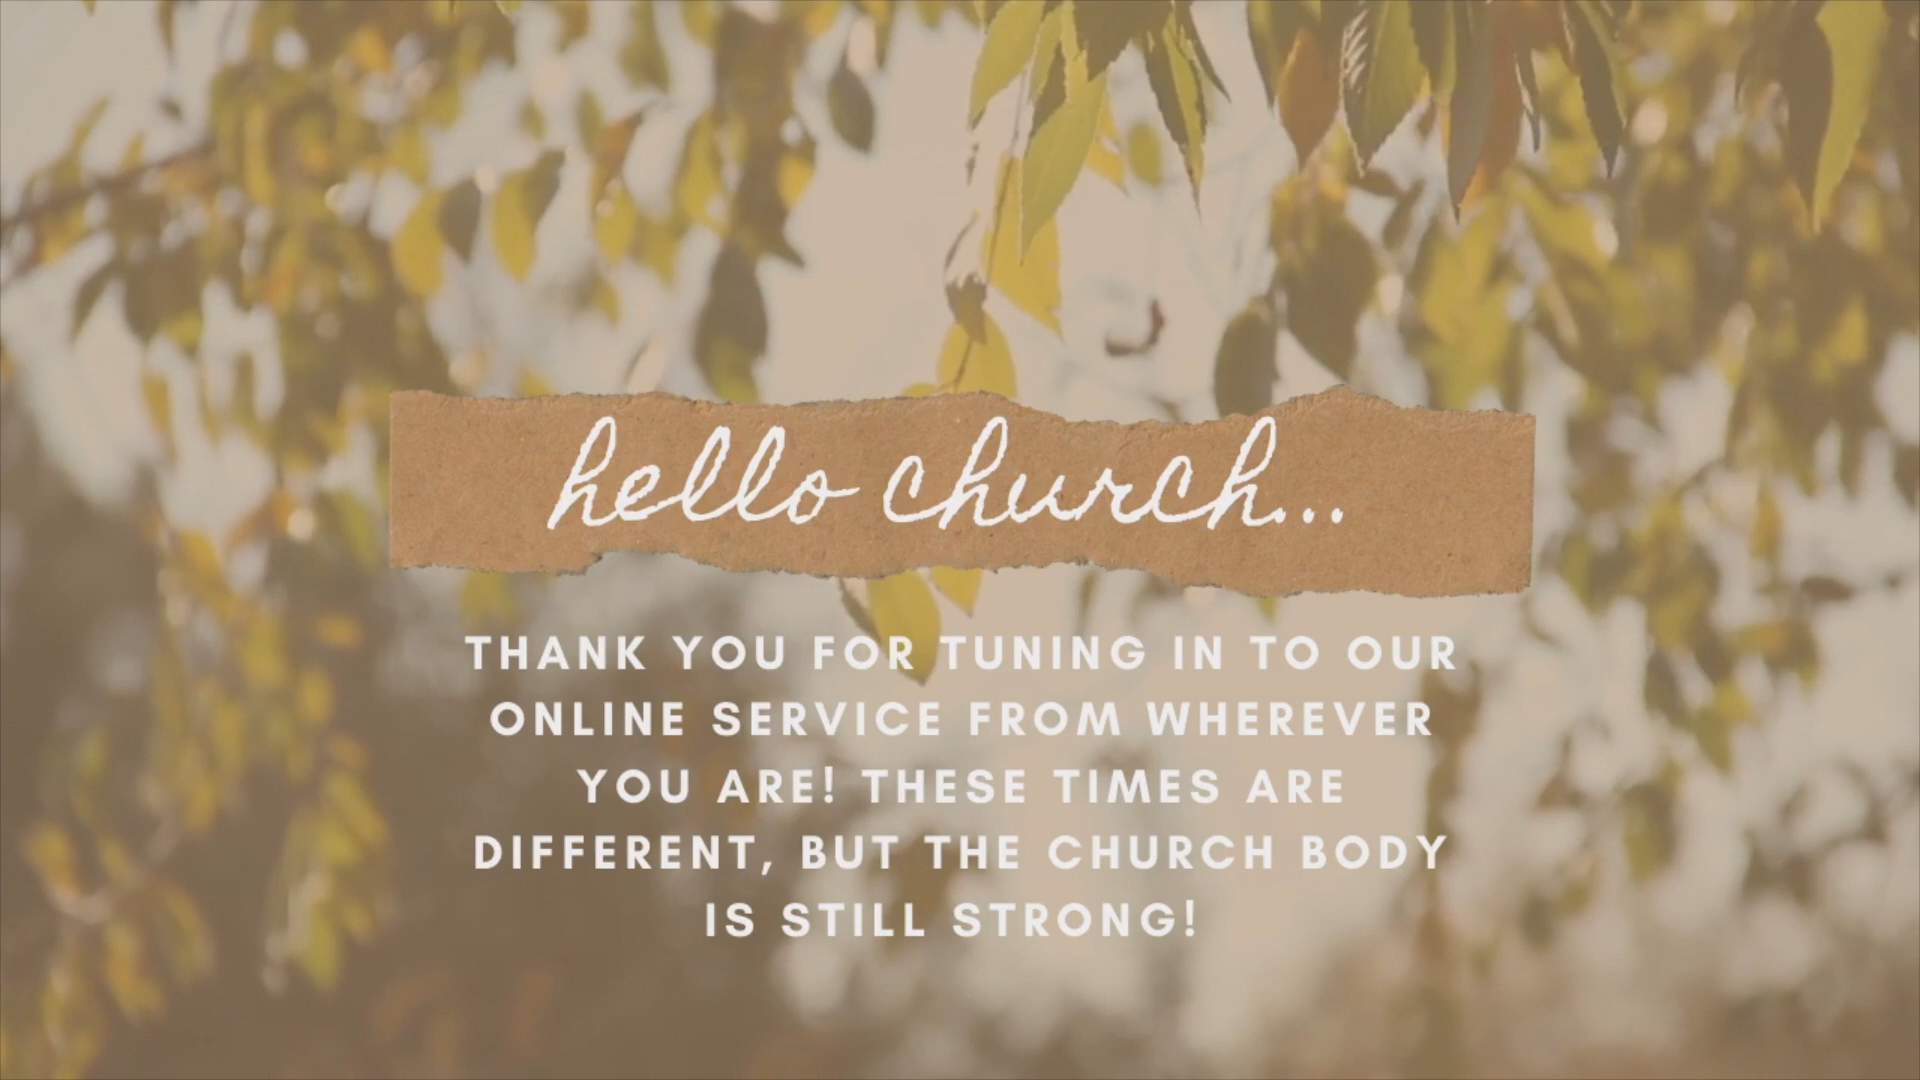 hello church...
THANK YOU FOR TUNING IN TO OUR
ONLINE SERVICE FROM WHEREVER
YOU ARE! THESE TIMES ARE
DIFFERENT, BUT THE CHURCH BODY
IS STILL STRONG!